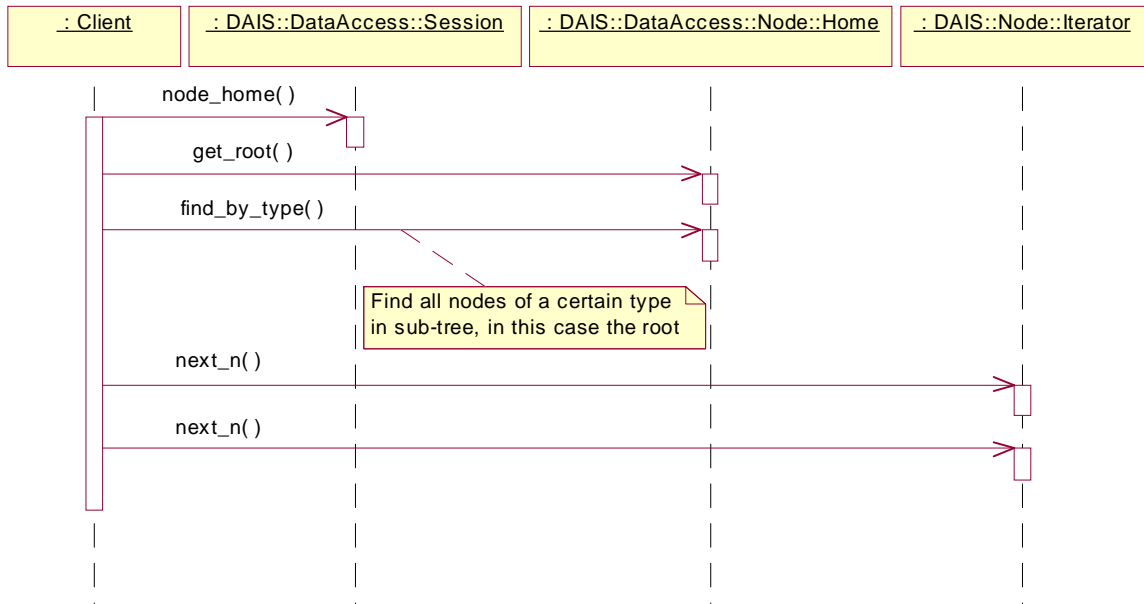 : Client
: DAIS::DataAccess::Session
: DAIS::DataAccess::Node::Home
: DAIS::Node::Iterator
node_home( )
get_root( )
find_by_type( )
Find all nodes of a certain type
in sub-tree, in this case the root
next_n( )
next_n( )